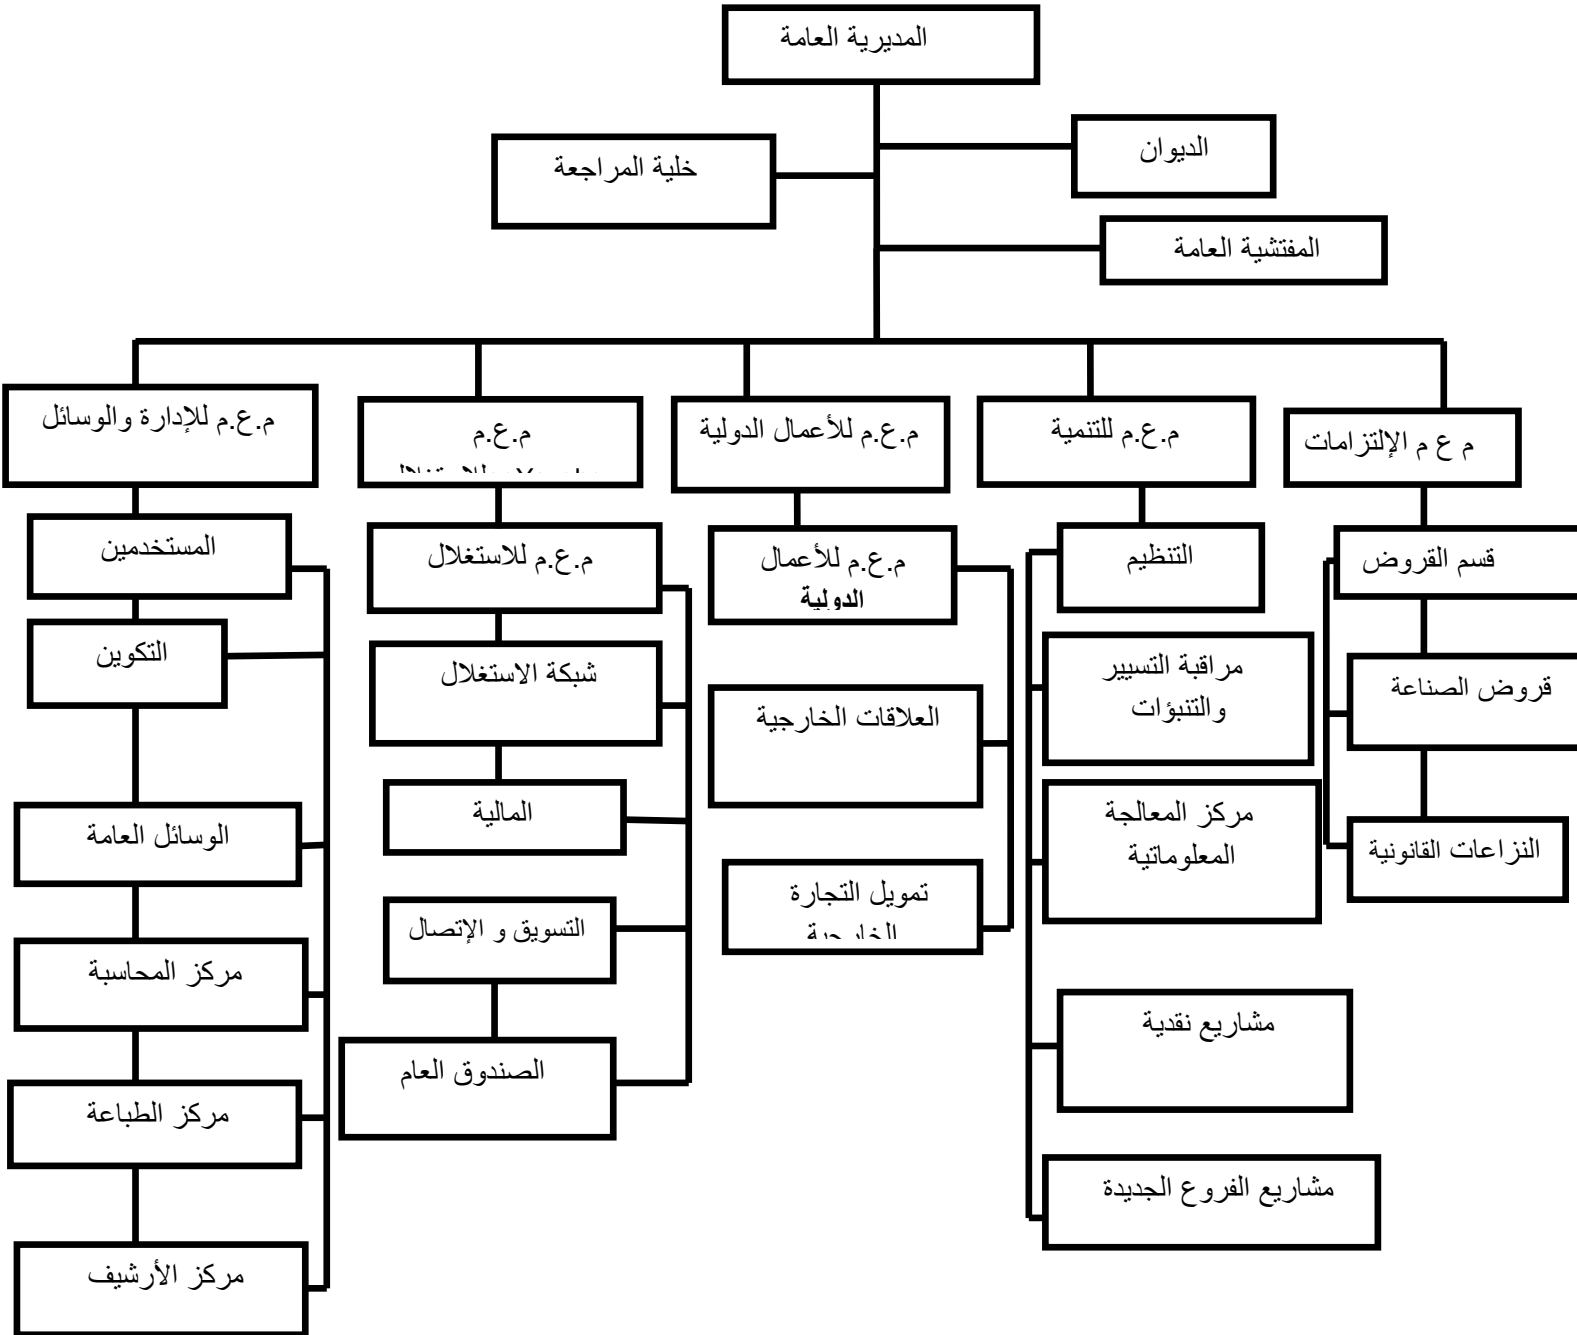 المديرية العامة
الديوان
خلية المراجعة
المفتشية العامة
م ع م الإلتزامات
م.ع.م للتنمية
م.ع.م للأعمال الدولية
م.ع.م
م.ع.م للإدارة والوسائل
قسم القروض
قروض الصناعة
النزاعات القانونية
التنظيم
مراقبة التسيير
والتنبؤات
مركز المعالجة
المعلوماتية
مشاريع نقدية
مشاريع الفروع الجديدة
م.ع.م للأعمال
الدولية
العلاقات الخارجية
تمويل التجارة
الخارجية
م.ع.م للاستغلال
شبكة الاستغلال
المالية
التسويق و الإتصال
الصندوق العام
المستخدمين
التكوين
الوسائل العامة
مركز المحاسبة
مركز الطباعة
مركز الأرشيف